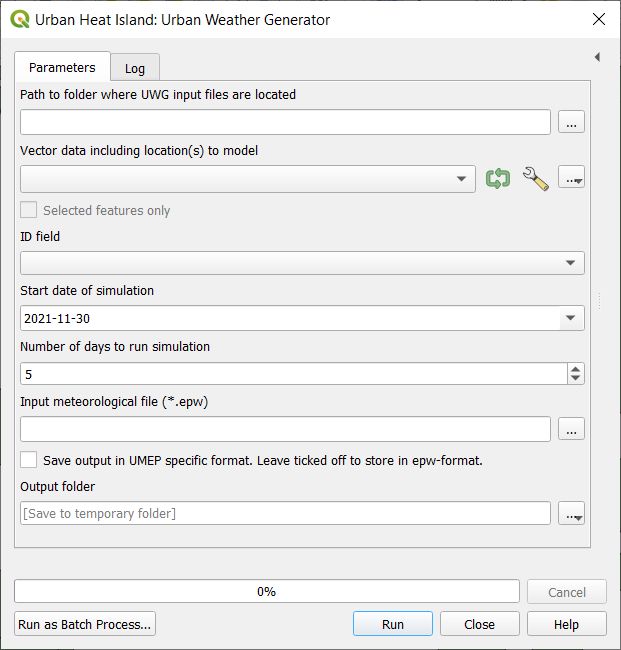 Urban Heat Island: Urban Weather Generator
Parameters
Log
Path to folder where UWG input files are located
...
Vector data including location(s) to model
...
Selected features only
ID field
Start date of simulation
2021-11-30
Number of days to run simulation
5
Input meteorological file (*.epw)
...
Save output in UMEP specific format. Leave ticked off to store in epw-format.
Output folder
[Save to temporary folder]
...
0%
Cancel
Run as Batch Process...
Run
Close
Help